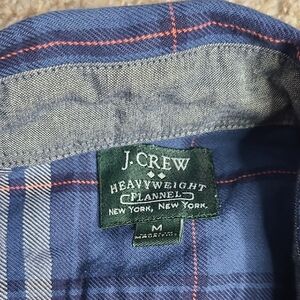 J.CREW
HEAVYWEIGHT
FLANNEL
NEW YORK, NEW YORK.
M